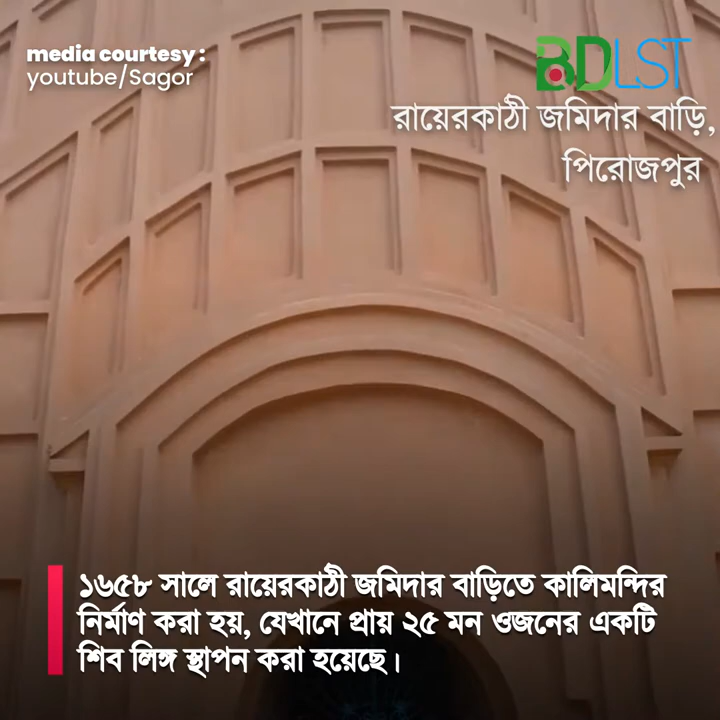 media courtesy :
youtube/Sagor
BDLST
রায়েরকাঠী জমিদার বাড়ি,
পিরোজপুর
১৬৫৮ সালে রায়েরকাঠী জমিদার বাড়িতে কালিমন্দির
নির্মাণ করা হয়, যেখানে প্রায় ২৫ মন ওজনের একটি
শিব লিঙ্গ স্থাপন করা হয়েছে।